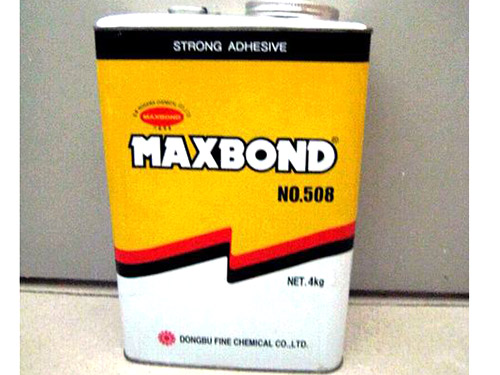 STRONG ADHESIVE
MAXBOND
MAXBOND
NO.508
NET. 4kg
DONGBU FINE CHEMICAL CO.,LTD.